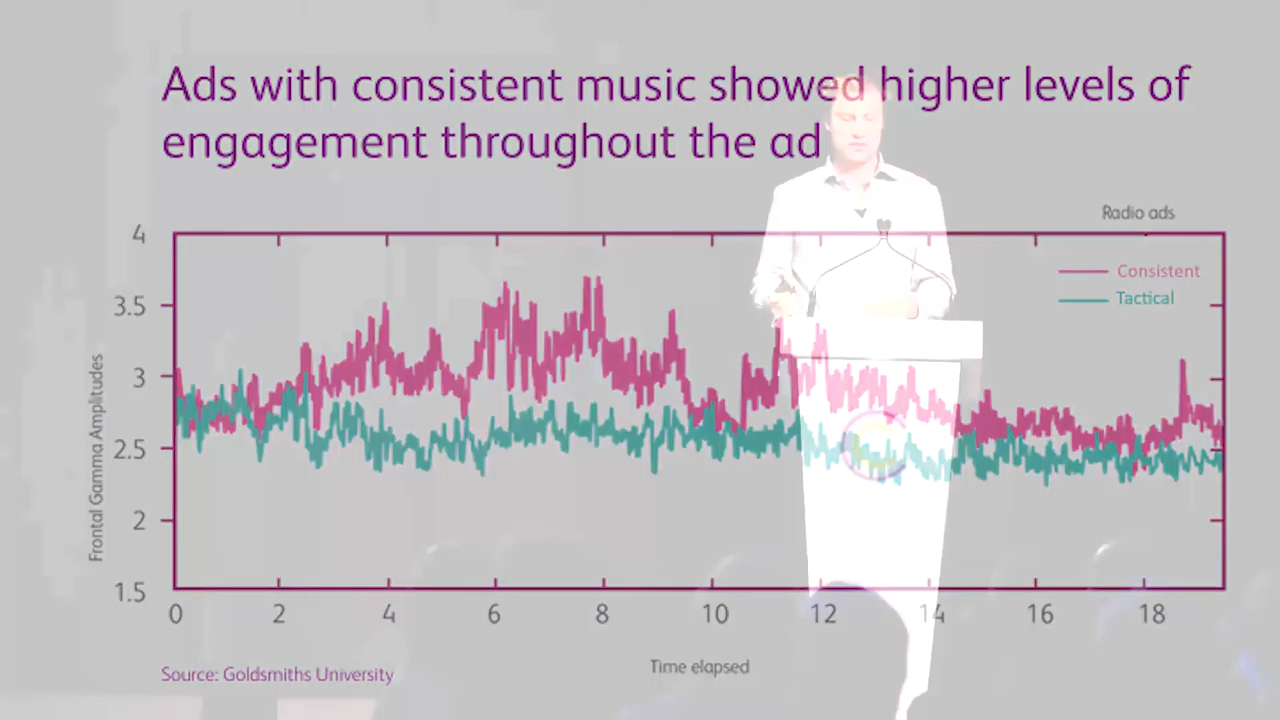 Ads with consistent music showed higher levels of
engagement throughout the ad
Radio ads
Consistent
Tactical
Frontal Gamma Amplitudes
4
3.5
3
2.5
2
1.5
0 2 4 6 8 10 12 14 16 18
Time elapsed
Source: Goldsmiths University